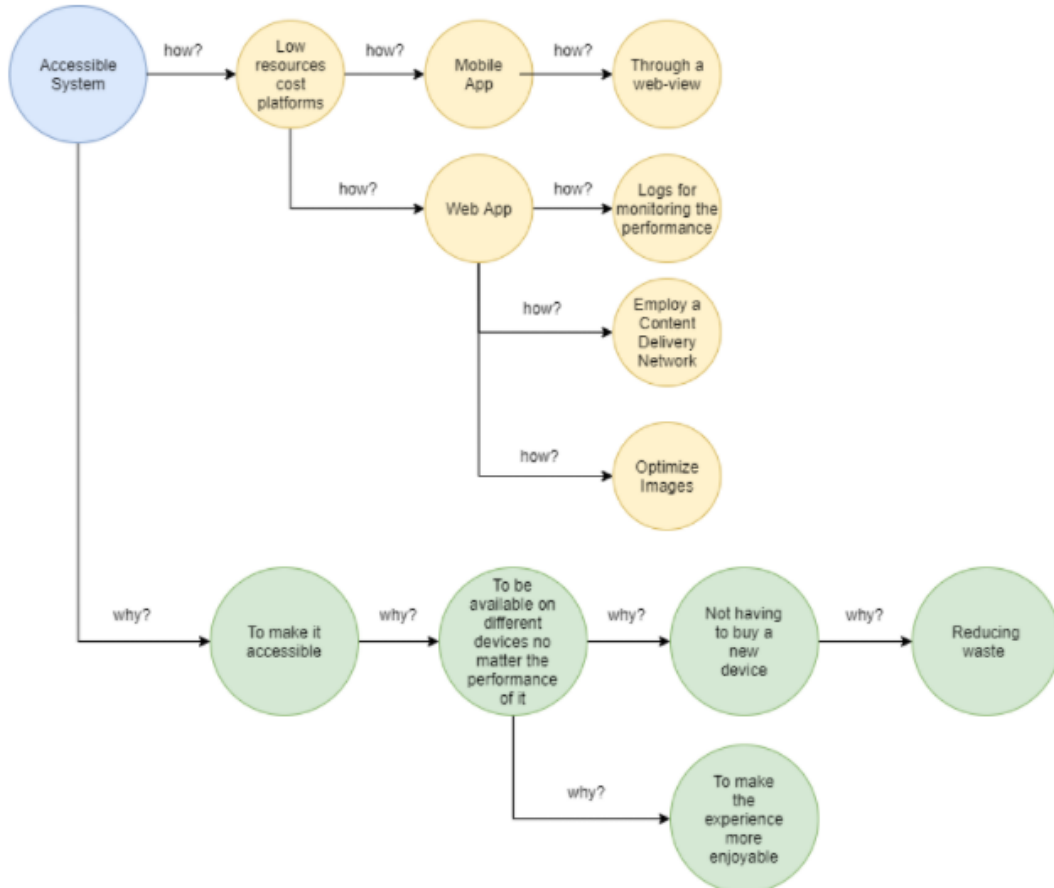 Accessible
System
how?
Low
resources
cost
platforms
how?
Mobile
App
how?
Through a
web-view
how?
Web App
how?
Logs for
monitoring the
performance
how?
Employ a
Content
Delivery
Network
how?
Optimize
Images
why?
To make it
accessible
why?
To be
available on
different
devices no
matter the
performance
of it
why?
Not having
to buy a
new
device
why?
Reducing
waste
why?
To make
the
experience
more
enjoyable